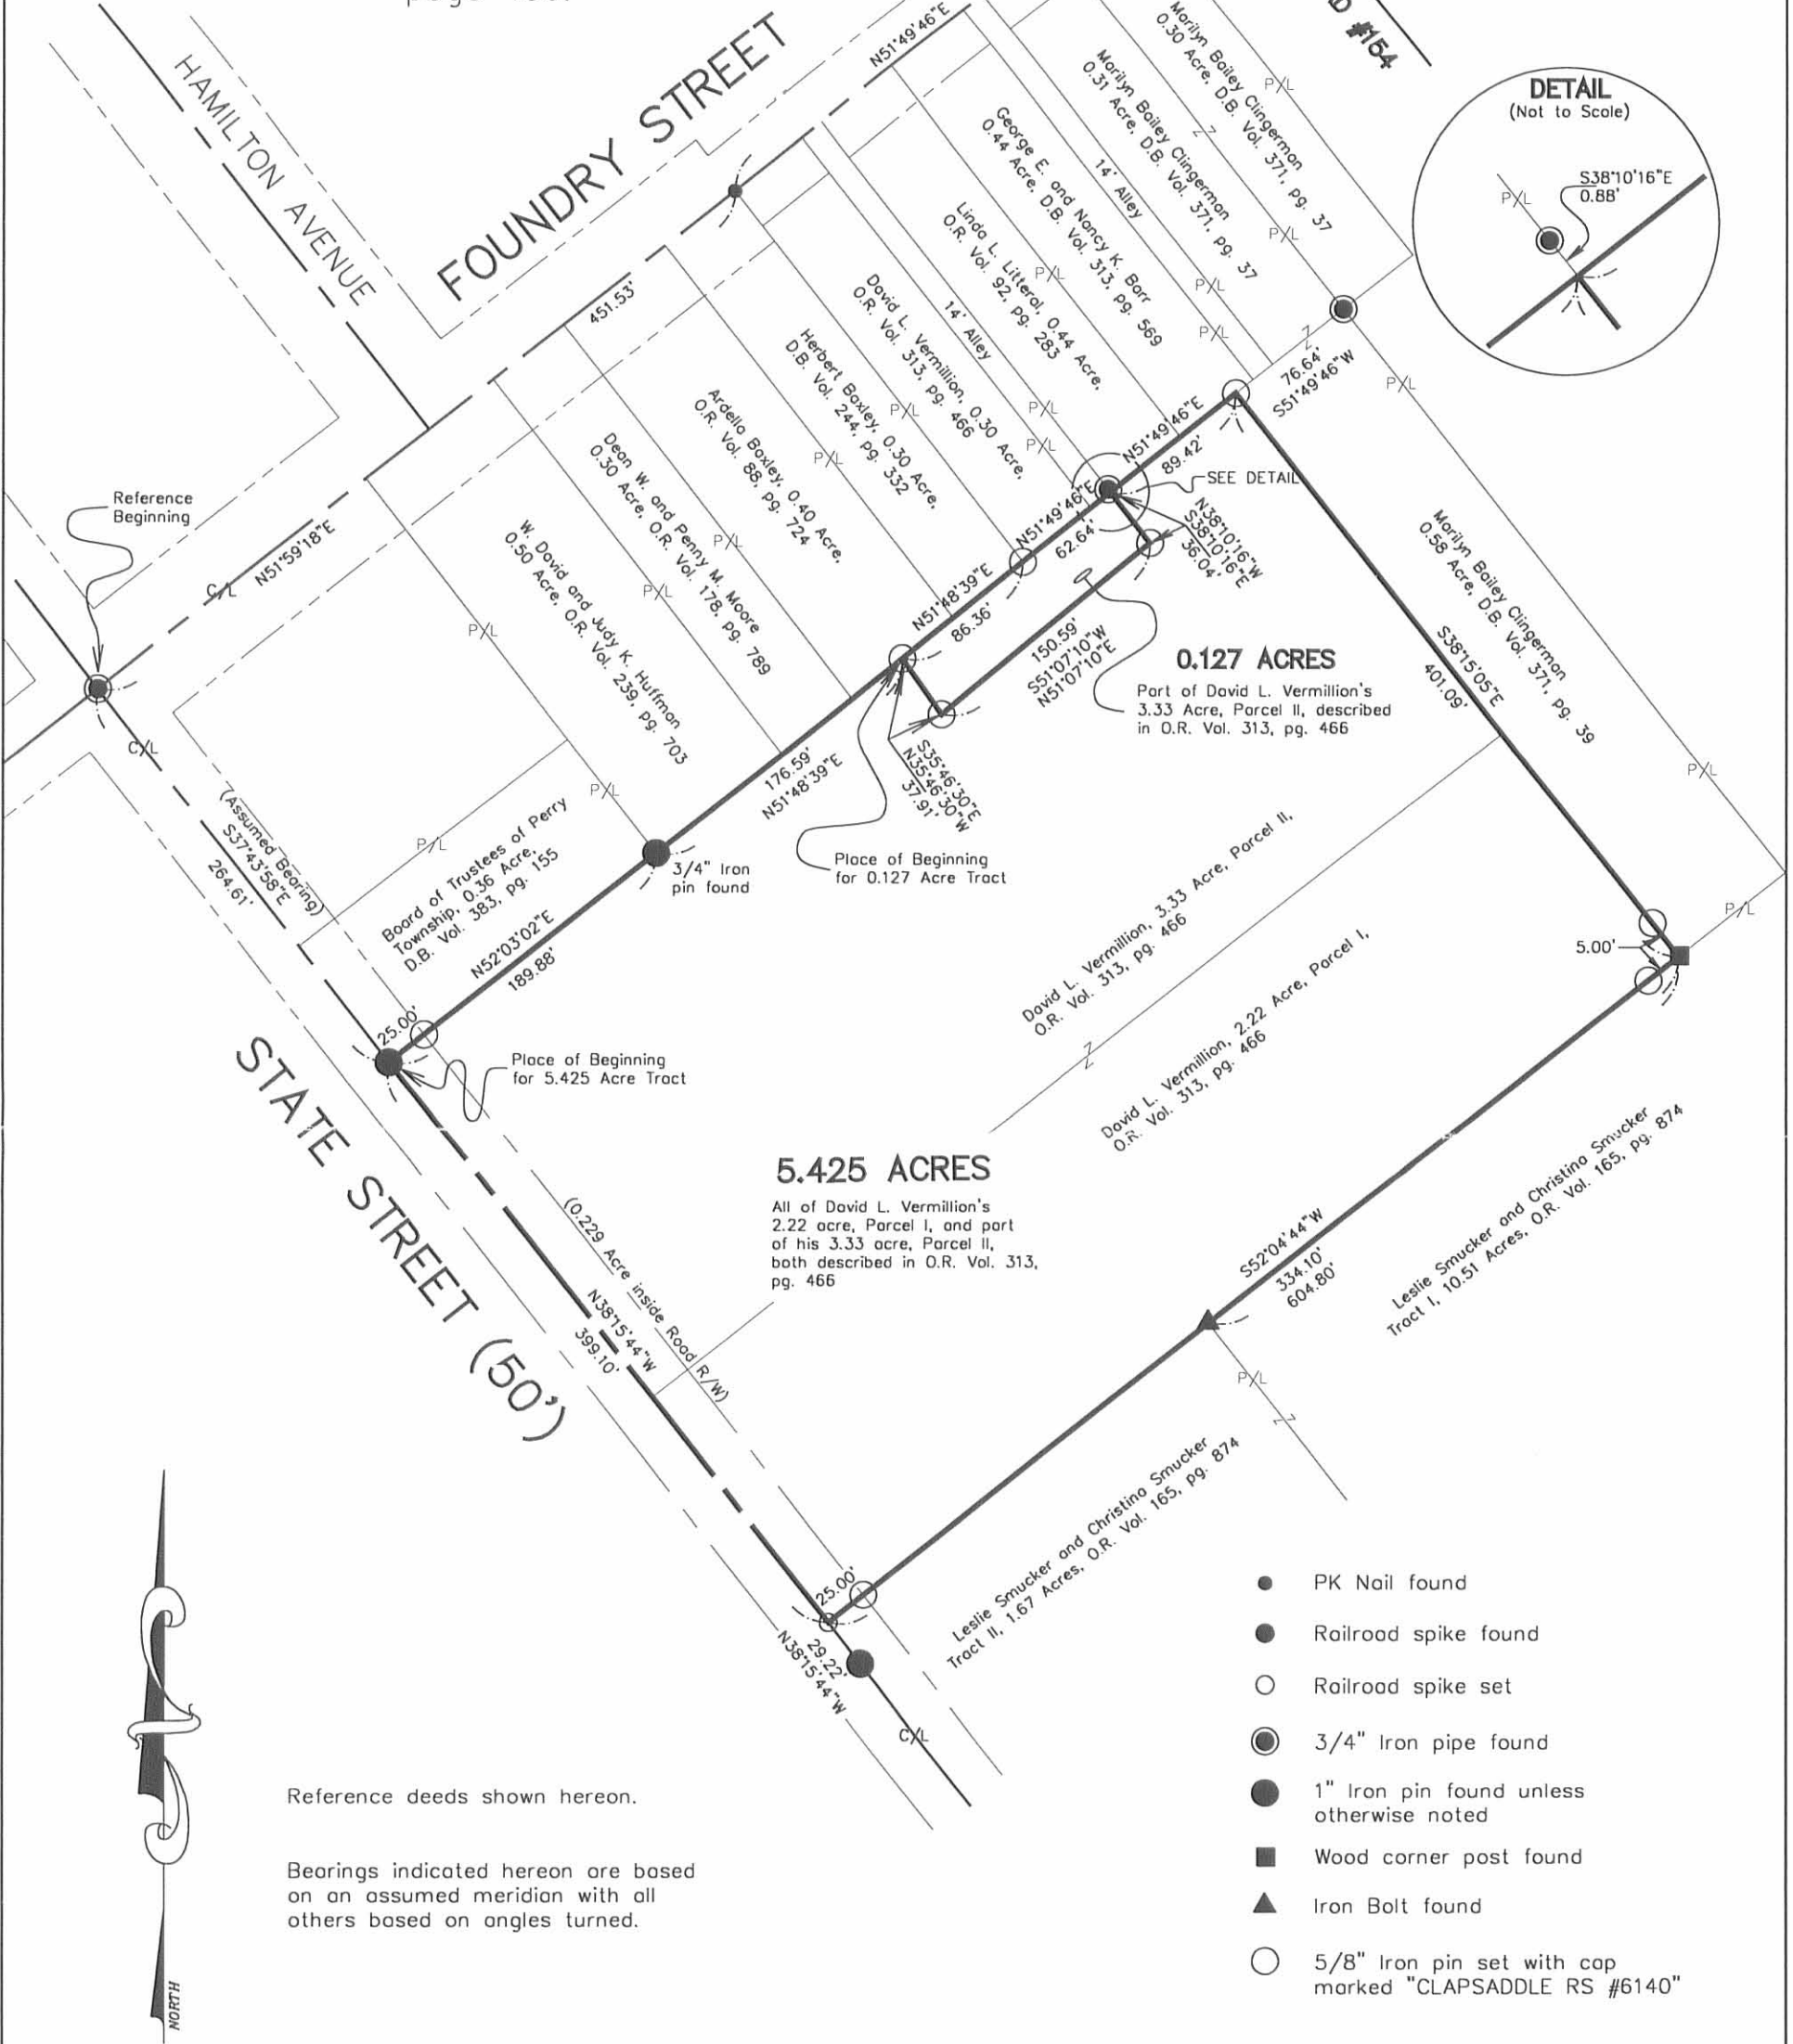 HAMILTON AVENUE
FOUNDRY STREET
N51°49'46"E
#154
DETAIL
(Not to Scale)
S38°10'16"E
0.88'
P/L
Marilyn Bailey Clingerman
0.30 Acre, D.B. Vol. 371, pg. 37
P/L
Marilyn Bailey Clingerman
0.31 Acre, D.B. Vol. 371, pg. 37
P/L
14' Alley
P/L
George E. and Nancy K. Barr
0.44 Acre, D.B. Vol. 313, pg. 569
P/L
Linda L. Litteral, 0.44 Acre,
O.R. Vol. 92, pg. 283
P/L
14' Alley
P/L
David L. Vermillion, 0.30 Acre,
O.R. Vol. 313, pg. 466
P/L
Herbert Baxley, 0.30 Acre,
D.B. Vol. 244, pg. 332
P/L
Ardella Baxley, 0.40 Acre,
O.R. Vol. 88, pg. 724
P/L
Dean W. and Penny M. Moore
0.30 Acre, O.R. Vol. 178, pg. 789
P/L
W. David and Judy K. Huffman
0.50 Acre, O.R. Vol. 239, pg. 703
P/L
P/L
451.53'
Reference
Beginning
C/L
N51°59'18"E
76.64'
S51°49'46"W
P/L
N51°49'46"E
89.42'
SEE DETAIL
N51°49'46"E
62.64'
N38°10'16"W
S38°10'16"E
36.04'
N51°48'39"E
86.36'
150.59'
S51°07'10"W
N51°07'10"E
0.127 ACRES
Part of David L. Vermillion's
3.33 Acre, Parcel II, described
in O.R. Vol. 313, pg. 466
Marilyn Bailey Clingerman
0.58 Acre, D.B. Vol. 371, pg. 39
S38°15'05"E
401.09'
P/L
P/L
5.00'
176.59'
N51°48'39"E
S35°46'30"E
N35°46'30"W
37.91'
Place of Beginning
for 0.127 Acre Tract
3/4" Iron
pin found
C/L
(Assumed Bearing)
S37°43'58"E
264.61'
P/L
Board of Trustees of Perry
Township, 0.36 Acre,
D.B. Vol. 383, pg. 155
N52°03'02"E
189.88'
25.00'
Place of Beginning
for 5.425 Acre Tract
David L. Vermillion, 3.33 Acre, Parcel II,
O.R. Vol. 313, pg. 466
David L. Vermillion, 2.22 Acre, Parcel I,
O.R. Vol. 313, pg. 466
STATE STREET (50')
5.425 ACRES
All of David L. Vermillion's
2.22 acre, Parcel I, and part
of his 3.33 acre, Parcel II,
both described in O.R. Vol. 313,
pg. 466
(0.229 Acre inside Road R/W)
N38°15'44"W
399.10'
S52°04'44"W
334.10'
604.80'
Leslie Smucker and Christina Smucker
Tract I, 10.51 Acres, O.R. Vol. 165, pg. 874
P/L
Leslie Smucker and Christina Smucker
Tract II, 1.67 Acres, O.R. Vol. 165, pg. 874
25.00'
29.22'
N38°15'44"W
C/L
PK Nail found
Railroad spike found
Railroad spike set
3/4" Iron pipe found
1" Iron pin found unless
otherwise noted
Wood corner post found
Iron Bolt found
5/8" Iron pin set with cap
marked "CLAPSADDLE RS #6140"
Reference deeds shown hereon.
Bearings indicated hereon are based
on an assumed meridian with all
others based on angles turned.
NORTH